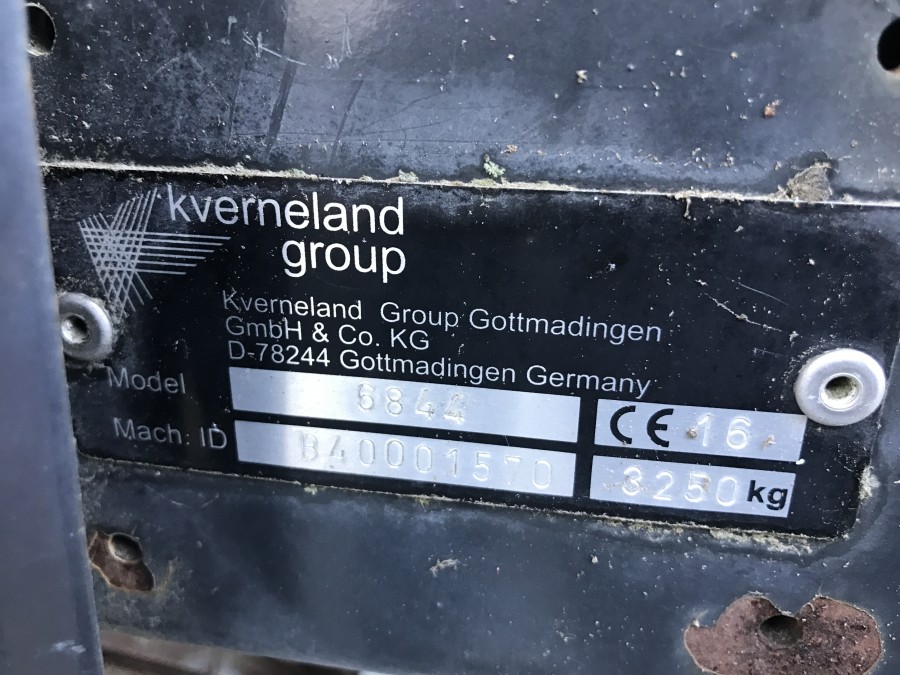 kverneland
group
Kverneland Group Gottmadingen
GmbH & Co. KG
D-78244 Gottmadingen Germany
Model 6844 CE 16
Mach. ID B40001570 3250 kg